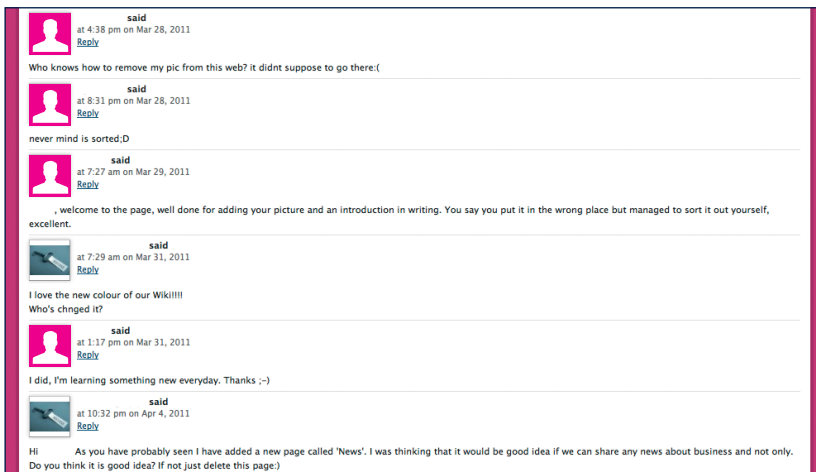 said
at 4:38 pm on Mar 28, 2011
Reply
Who knows how to remove my pic from this web? it didnt suppose to go there:(
said
at 8:31 pm on Mar 28, 2011
Reply
never mind is sorted;D
said
at 7:27 am on Mar 29, 2011
Reply
, welcome to the page, well done for adding your picture and an introduction in writing. You say you put it in the wrong place but managed to sort it out yourself,
excellent.
said
at 7:29 am on Mar 31, 2011
Reply
I love the new colour of our Wiki!!!!
Who's chnged it?
said
at 1:17 pm on Mar 31, 2011
Reply
I did, I'm learning something new everyday. Thanks ;-)
said
at 10:32 pm on Apr 4, 2011
Reply
Hi As you have probably seen I have added a new page called 'News'. I was thinking that it would be good idea if we can share any news about business and not only.
Do you think it is good idea? If not just delete this page:)